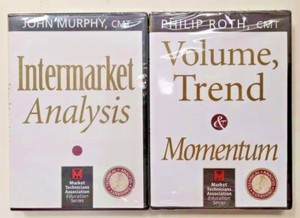 JOHN MURPHY, CMT
Intermarket
Analysis
Market
Technicians
Association
Education
Series
PHILIP ROTH, CMT
Volume,
Trend
&
Momentum
Market
Technicians
Association
Education
Series